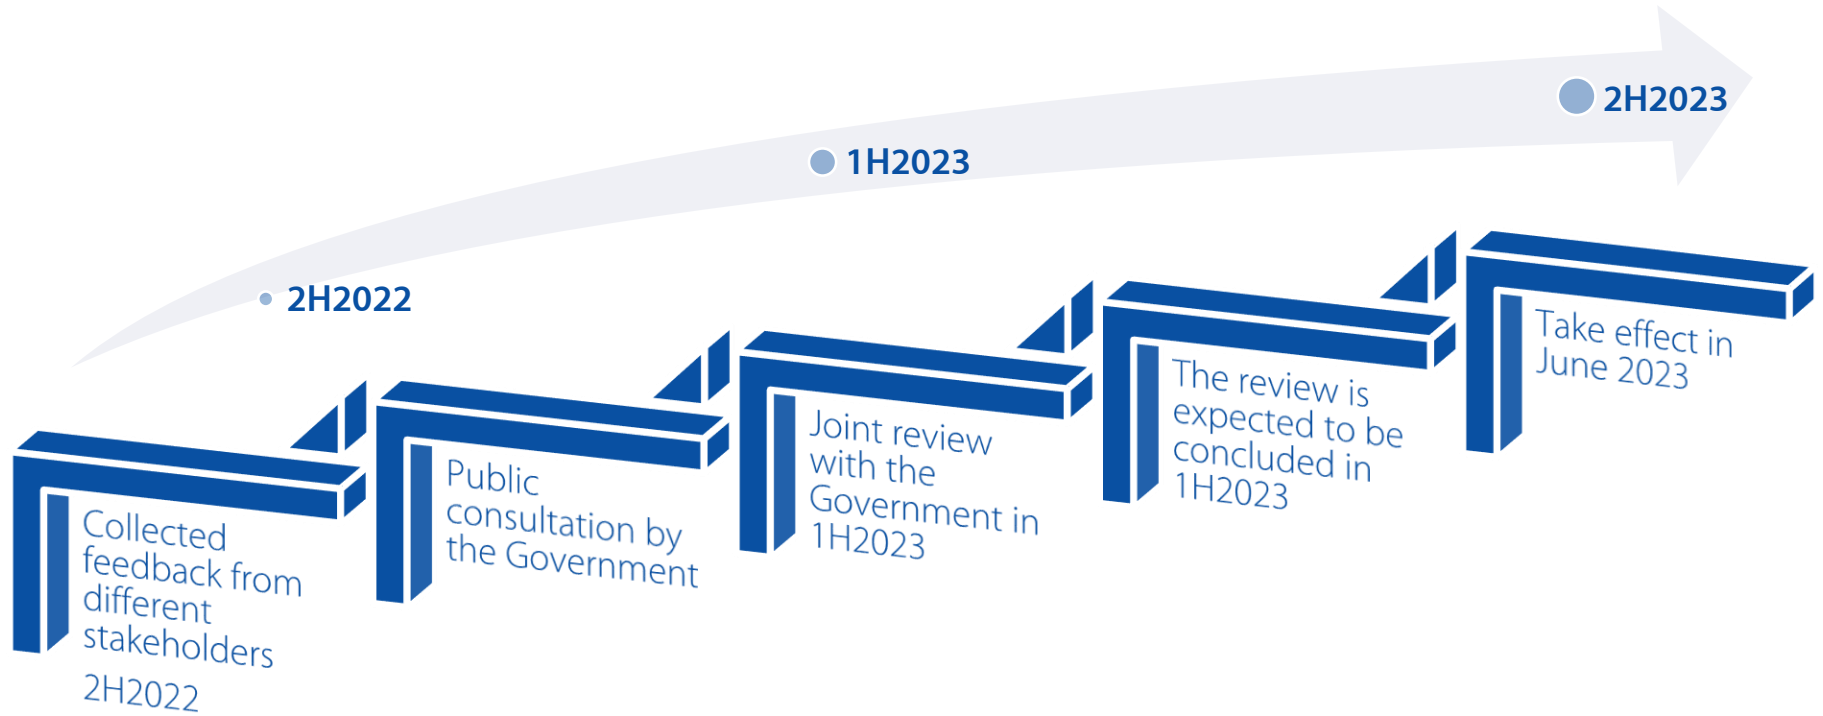 2H2022
1H2023
2H2023
Collected
feedback from
different
stakeholders
2H2022
Public
consultation by
the Government
Joint review
with the
Government in
1H2023
The review is
expected to be
concluded in
1H2023
Take effect in
June 2023